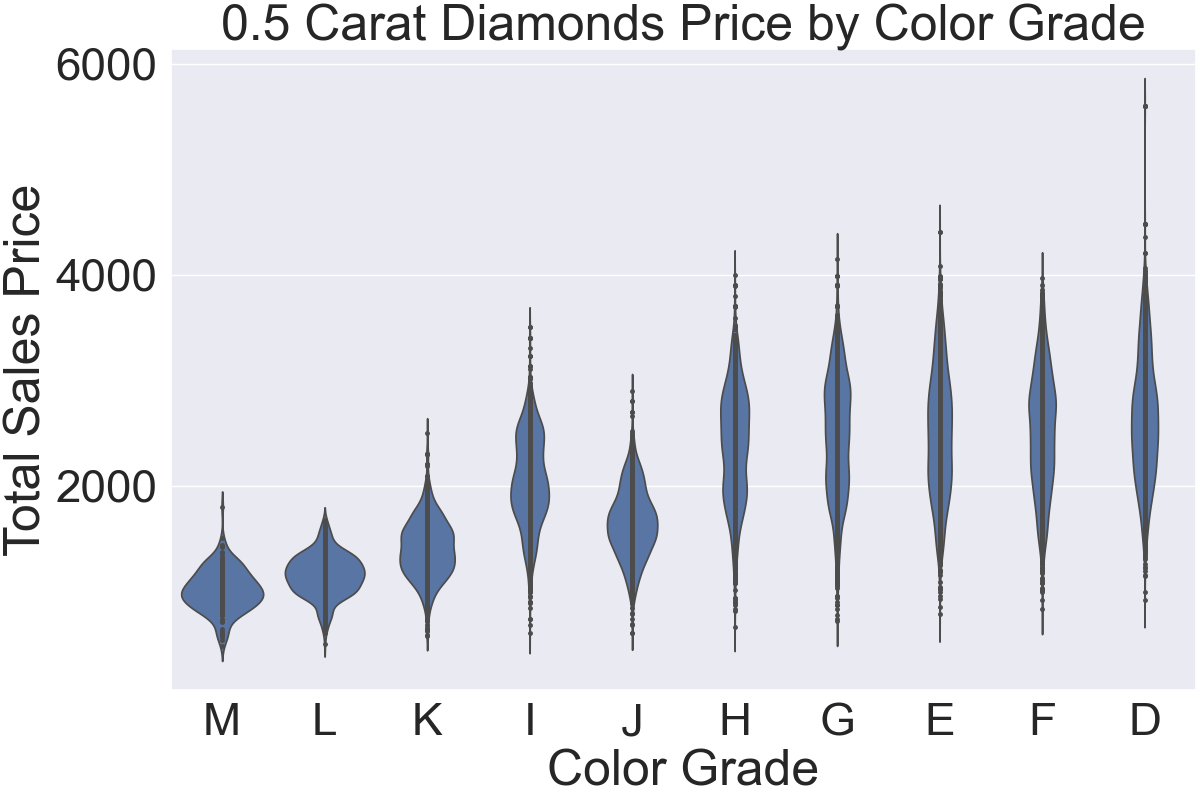 0.5 Carat Diamonds Price by Color Grade
Total Sales Price
6000
4000
2000
M L K I J H G E F D
Color Grade